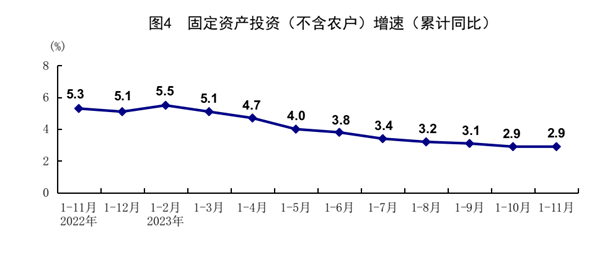 图4　固定资产投资（不含农户）增速（累计同比）
(%)
8
6
4
2
0
5.3 5.1 5.5 5.1 4.7 4.0 3.8 3.4 3.2 3.1 2.9 2.9
1-11月 1-12月 1-2月 1-3月 1-4月 1-5月 1-6月 1-7月 1-8月 1-9月 1-10月 1-11月
2022年 2023年